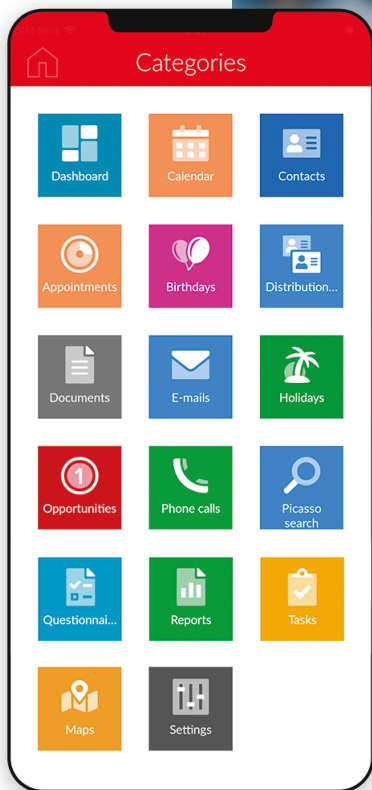 Categories
Dashboard
Calendar
Contacts
Appointments
Birthdays
Distribution...
Documents
E-mails
Holidays
1
Opportunities
Phone calls
Picasso
search
Questionnai...
Reports
Tasks
Maps
Settings